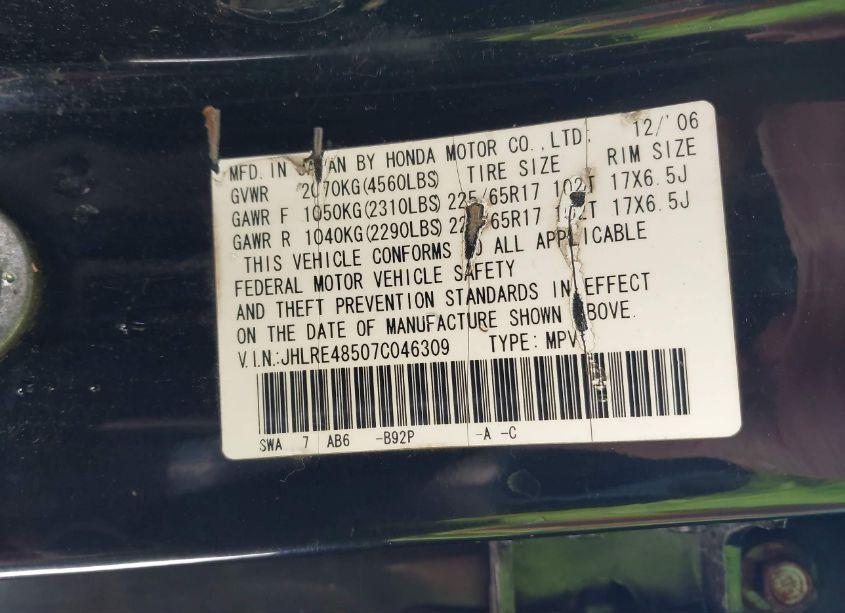 MFD. IN JAPAN BY HONDA MOTOR CO.,LTD. 12/'06
GVWR 2070KG(4560LBS) TIRE SIZE RIM SIZE
GAWR F 1050KG(2310LBS) 225/65R17 102T 17X6.5J
GAWR R 1040KG(2290LBS) 225/65R17 102T 17X6.5J
THIS VEHICLE CONFORMS TO ALL APPLICABLE
FEDERAL MOTOR VEHICLE SAFETY
AND THEFT PREVENTION STANDARDS IN EFFECT
ON THE DATE OF MANUFACTURE SHOWN ABOVE.
V.I.N.:JHLRE48507C046309 TYPE: MPV
SWA 7 AB6 -B92P -A -C